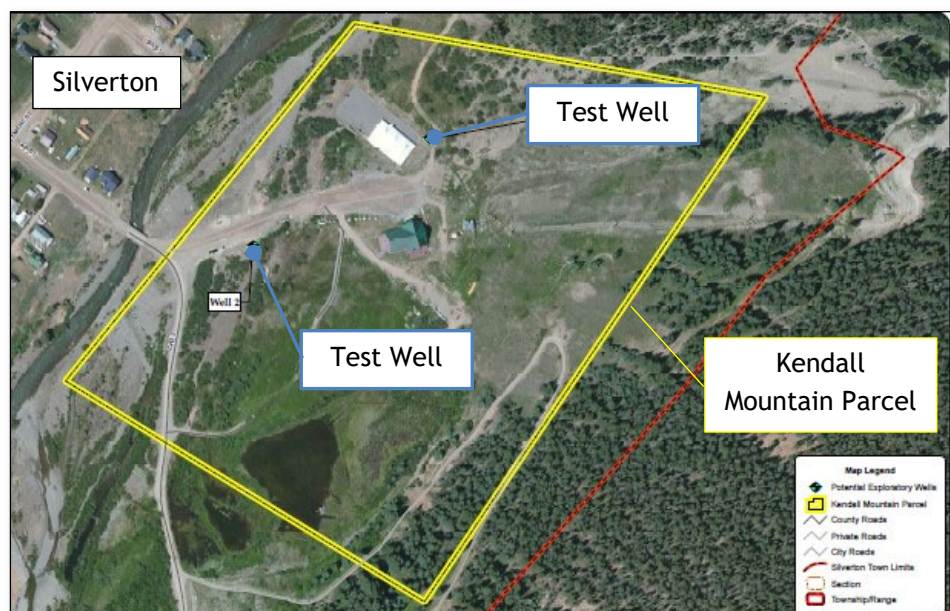 Silverton
Test Well
Well 2
Test Well
Kendall
Mountain Parcel
Map Legend
Potential Exploratory Wells
Kendall Mountain Parcel
County Roads
Private Roads
City Roads
Silverton Town Limits
Section
Township/Range